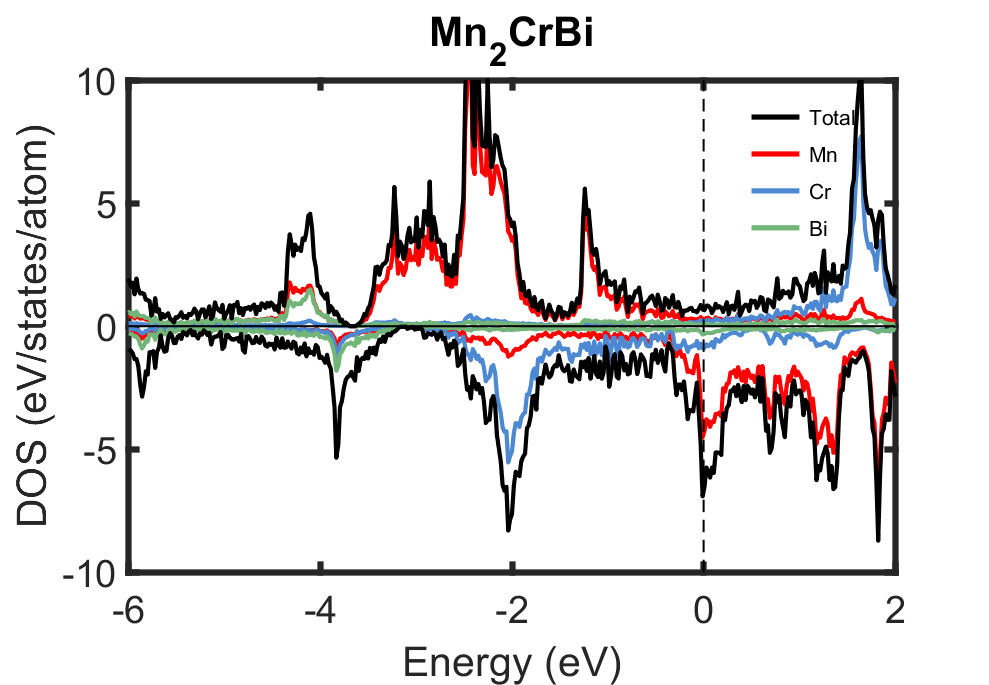 Mn₂CrBi
10
5
0
-5
-10
DOS (eV/states/atom)
Total
Mn
Cr
Bi
-6 -4 -2 0 2
Energy (eV)